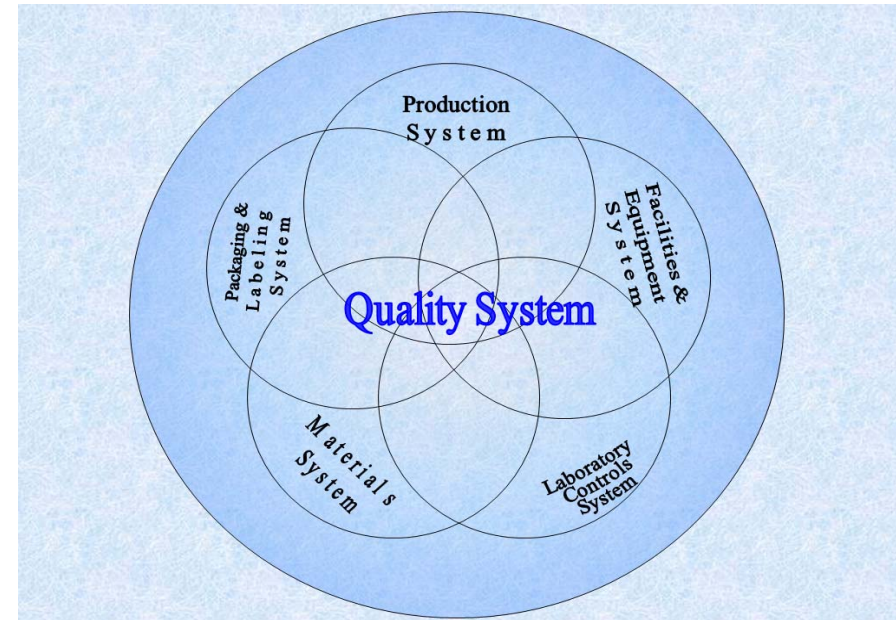 Production
System
Packaging &
Labeling
System
Facilities &
Equipment
System
Quality System
Materials
System
Laboratory
Controls
System